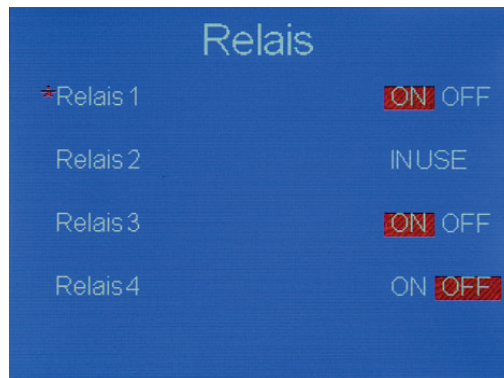 Relais
*Relais 1 ON OFF
Relais 2 IN USE
Relais 3 ON OFF
Relais 4 ON OFF